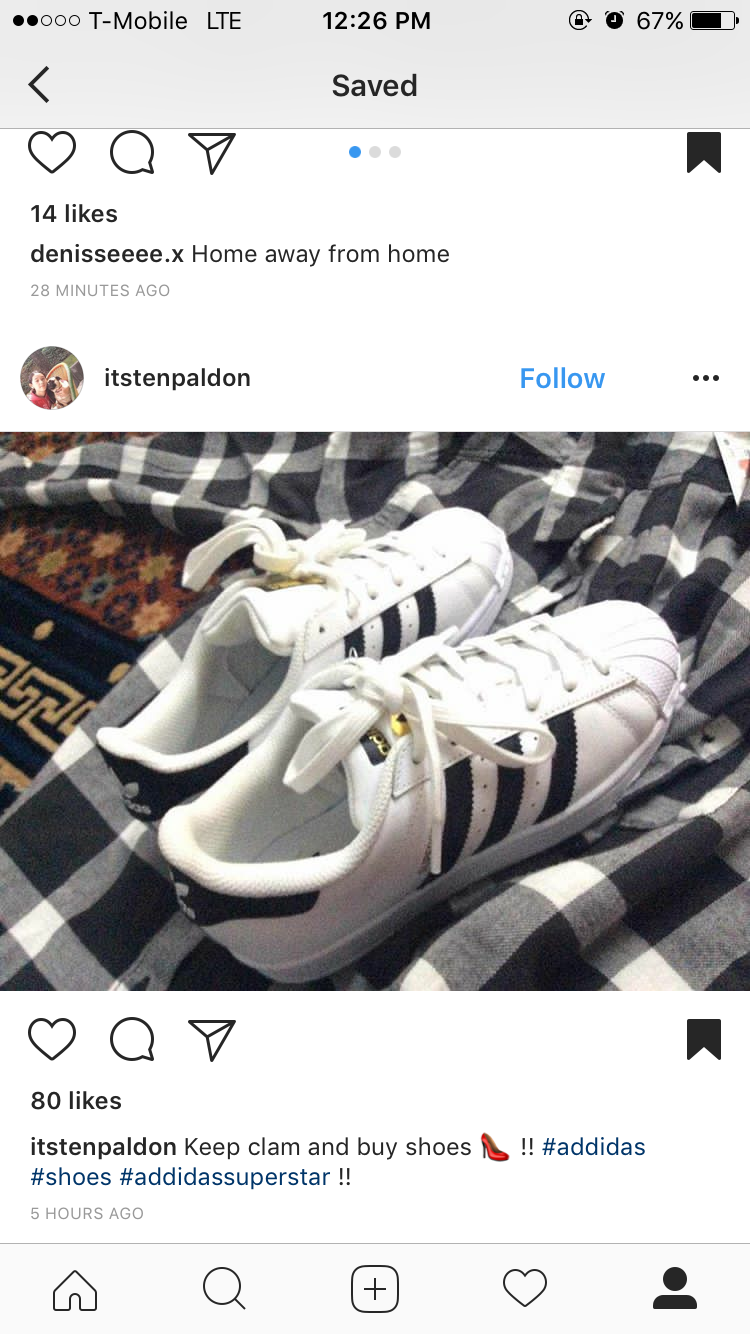 T-Mobile LTE 12:26 PM 67%
Saved
14 likes
denisseeee.x Home away from home
28 MINUTES AGO
itstenpaldon Follow
80 likes
itstenpaldon Keep clam and buy shoes 👠 !! #addidas
#shoes #addidassuperstar !!
5 HOURS AGO